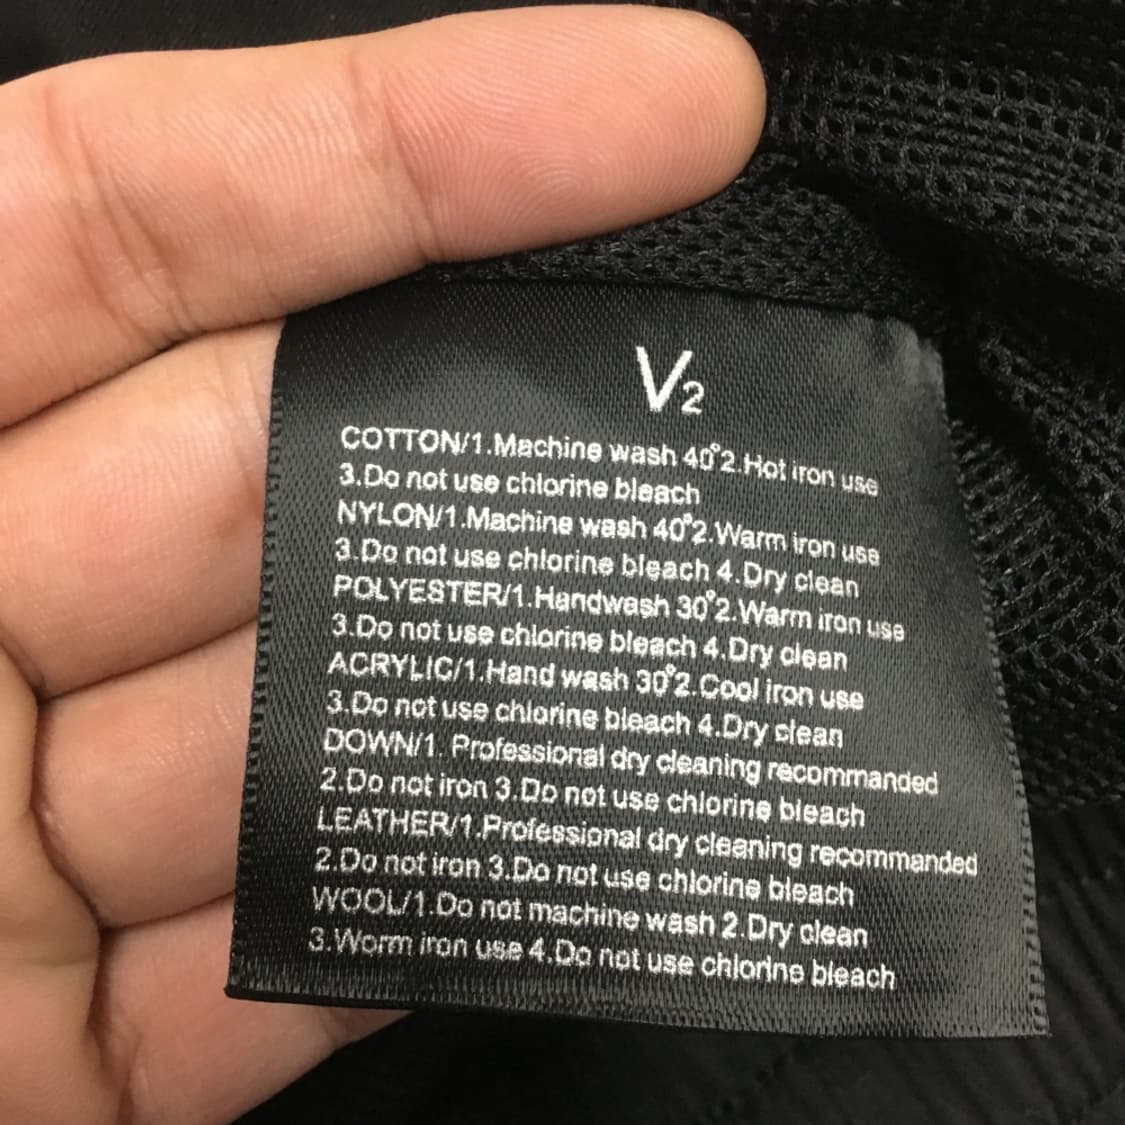 V2
COTTON/1.Machine wash 40°2.Hot iron use
3.Do not use chlorine bleach
NYLON/1.Machine wash 40°2.Warm iron use
3.Do not use chlorine bleach 4.Dry clean
POLYESTER/1.Handwash 30°2.Warm iron use
3.Do not use chlorine bleach 4.Dry clean
ACRYLIC/1.Hand wash 30°2.Cool iron use
3.Do not use chlorine bleach 4.Dry clean
DOWN/1. Professional dry cleaning recommanded
2.Do not iron 3.Do not use chlorine bleach
LEATHER/1.Professional dry cleaning recommanded
2.Do not iron 3.Do not use chlorine bleach
WOOL/1.Do not machine wash 2.Dry clean
3.Worm iron use 4.Do not use chlorine bleach